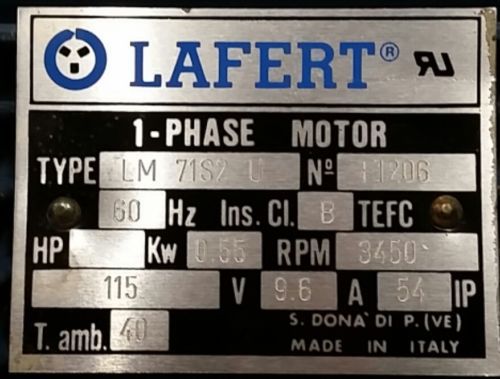 LAFERT®
1-PHASE MOTOR
TYPE LM 71S2 U Nº 11206
60 Hz Ins. Cl. B TEFC
HP Kw 0.55 RPM 3450
115 V 9.6 A 54 IP
T. amb. 40 S. DONA' DI P. (VE)
MADE IN ITALY